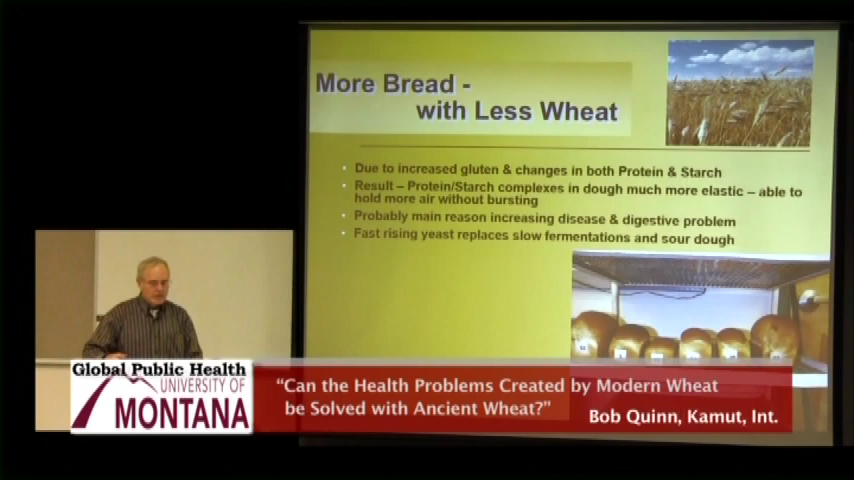 More Bread -
with Less Wheat
• Due to increased gluten & changes in both Protein & Starch
• Result – Protein/Starch complexes in dough much more elastic – able to
hold more air without bursting
• Probably main reason increasing disease & digestive problem
• Fast rising yeast replaces slow fermentations and sour dough
Global Public Health
UNIVERSITY OF
MONTANA
“Can the Health Problems Created by Modern Wheat
be Solved with Ancient Wheat?”
Bob Quinn, Kamut, Int.